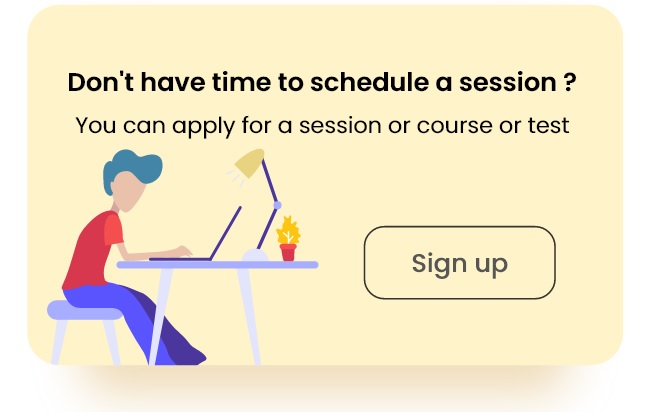 Don't have time to schedule a session ?
You can apply for a session or course or test
Sign up